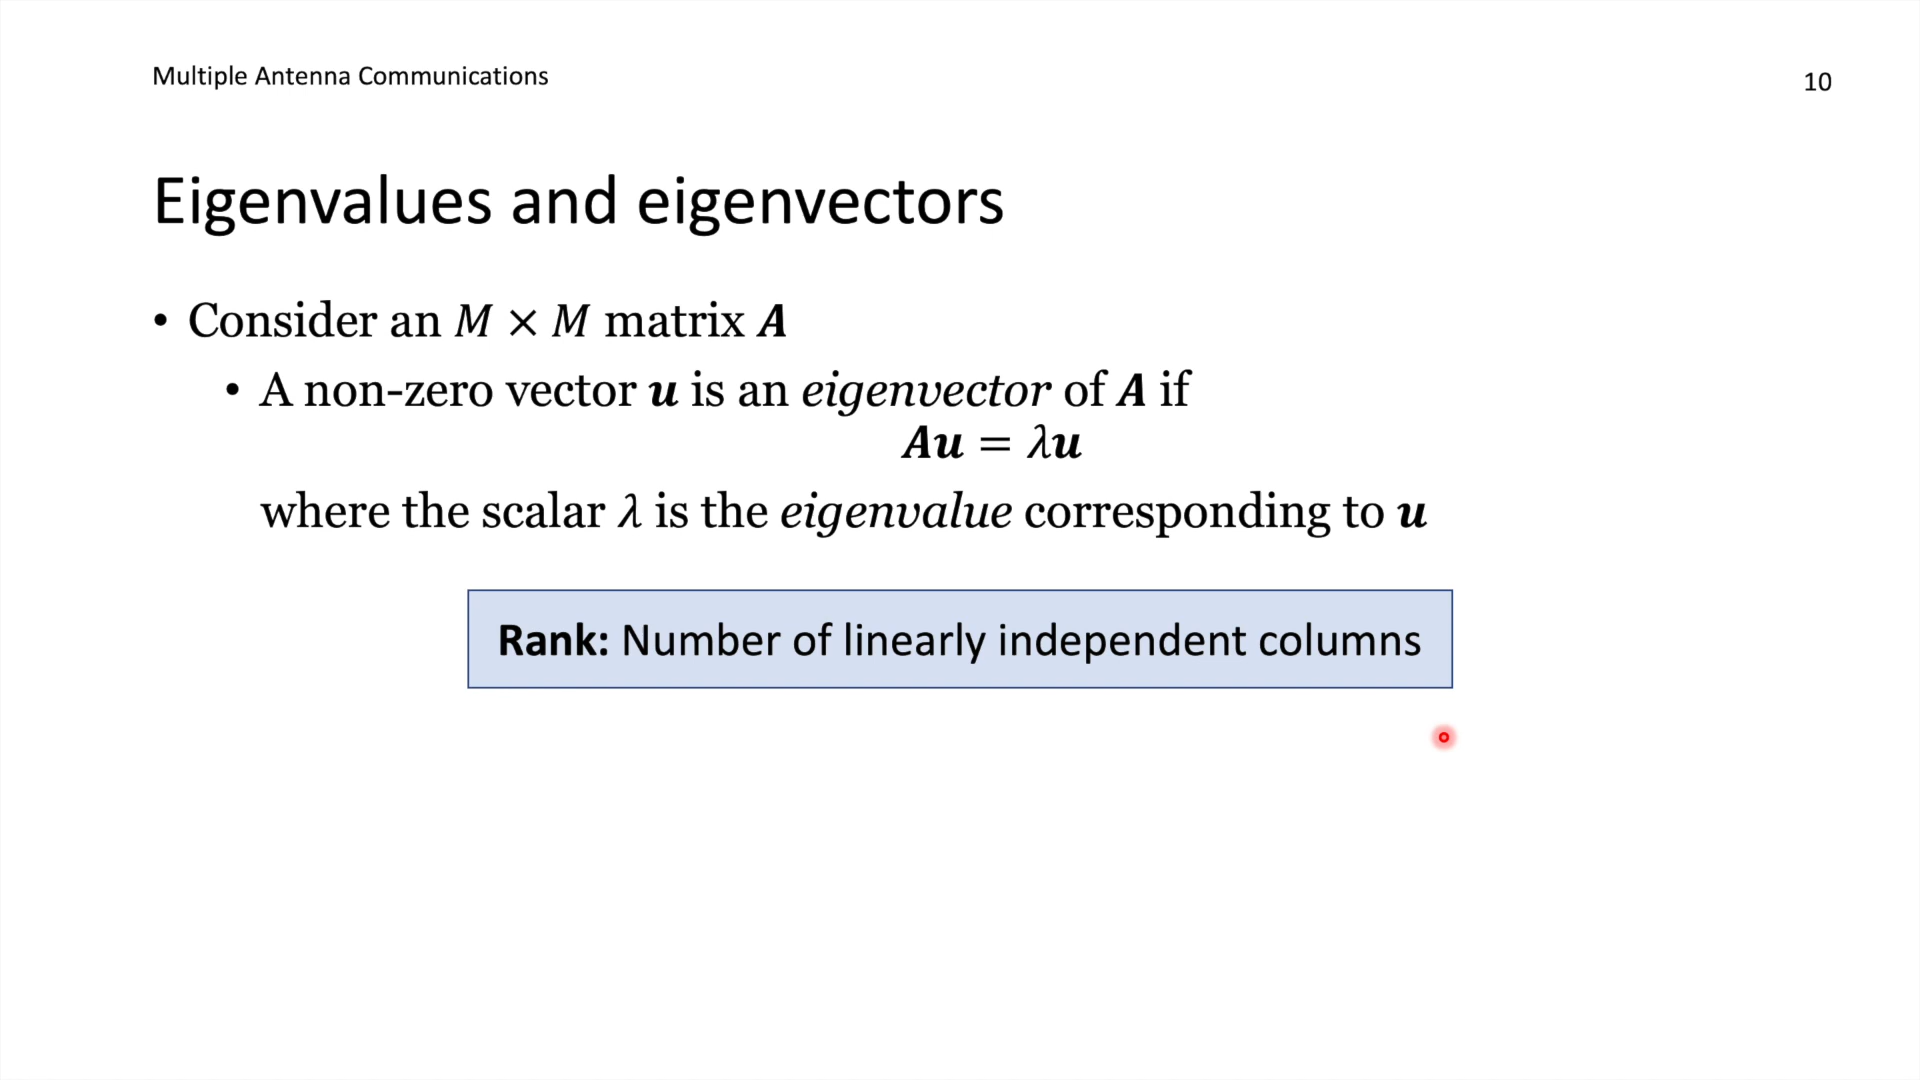 Multiple Antenna Communications
10
Eigenvalues and eigenvectors
• Consider an M × M matrix A
• A non-zero vector u is an eigenvector of A if
Au = λu
where the scalar λ is the eigenvalue corresponding to u
Rank: Number of linearly independent columns